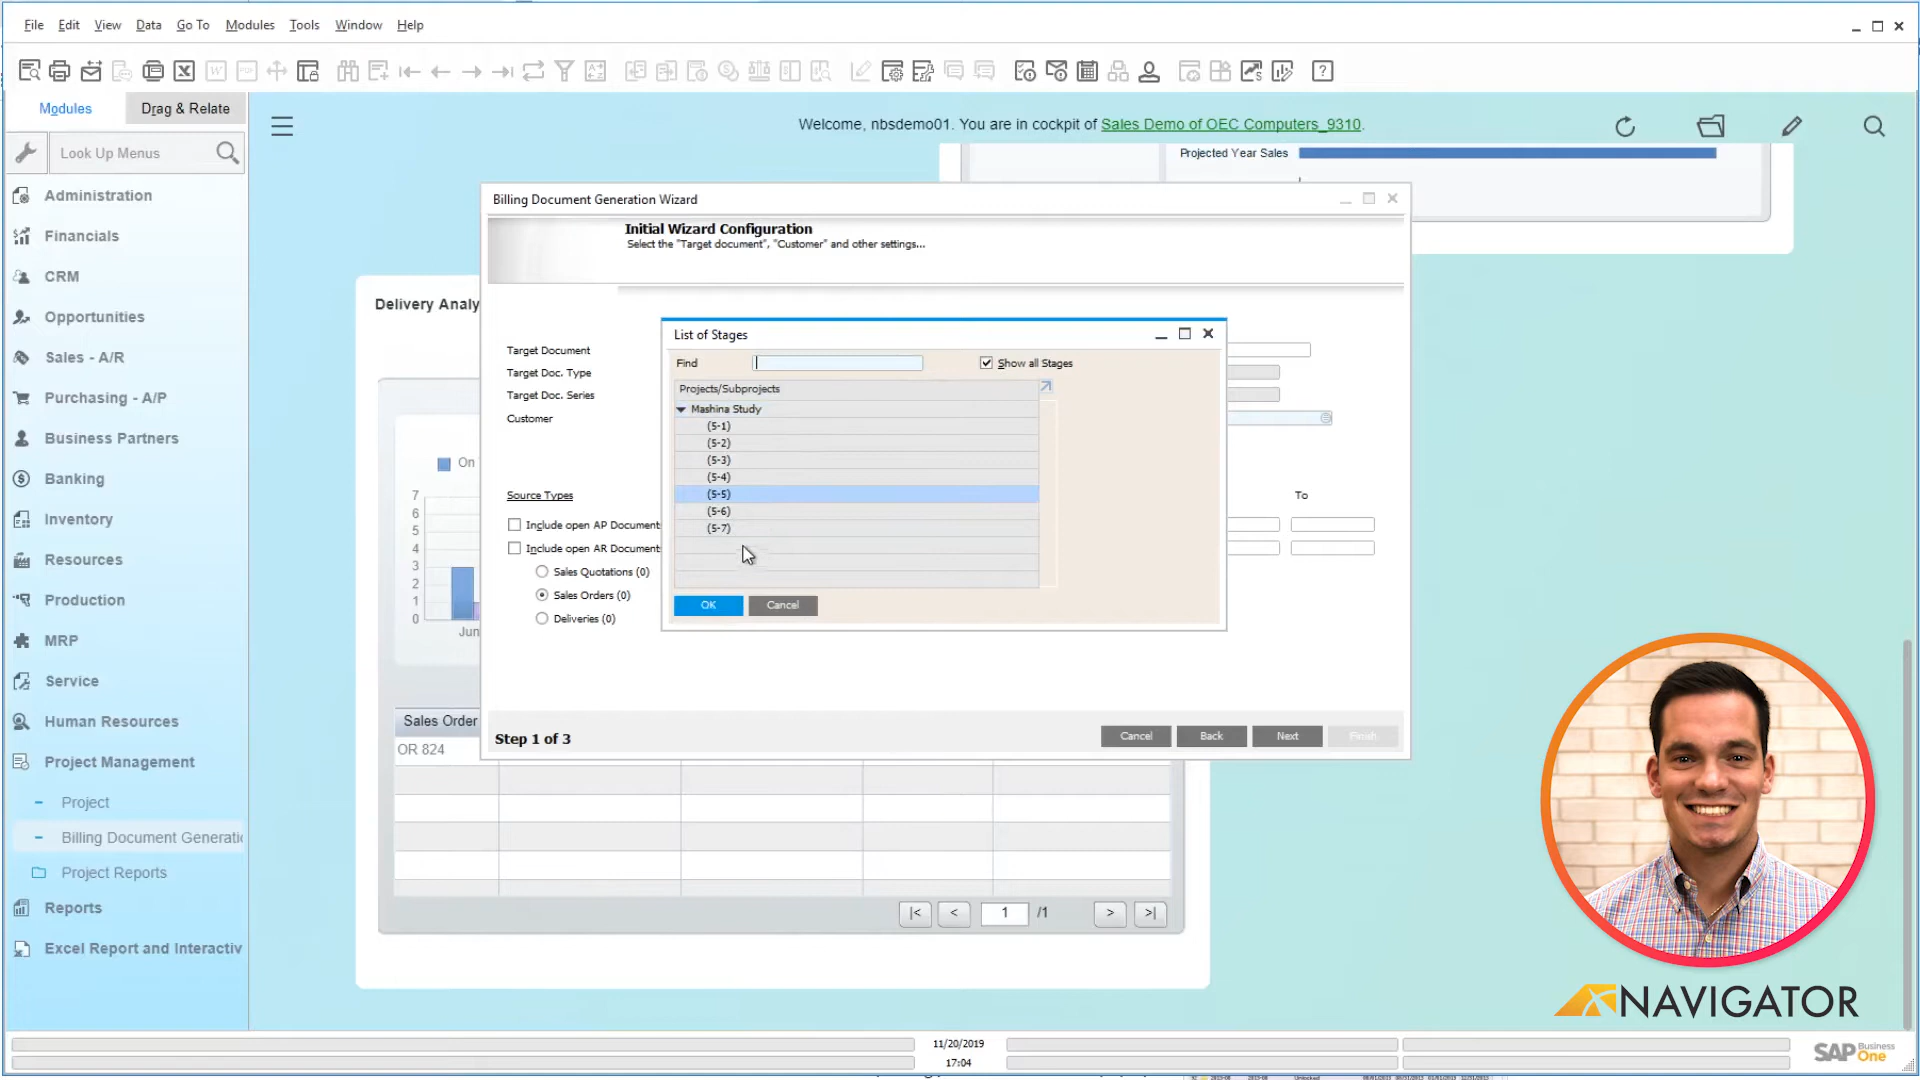 File Edit View Data Go To Modules Tools Window Help
Modules Drag & Relate
Look Up Menus
Administration
Financials
CRM
Opportunities
Sales - A/R
Purchasing - A/P
Business Partners
Banking
Inventory
Resources
Production
MRP
Service
Human Resources
Project Management
Project
Billing Document Generatio
Project Reports
Reports
Excel Report and Interactiv
Welcome, nbsdemo01. You are in cockpit of Sales Demo of OEC Computers_9310.
Projected Year Sales
Delivery Analy
On
7
6
5
4
3
2
1
0
Jun
Sales Order
OR 824
|< < 1 /1 > >|
Billing Document Generation Wizard
Initial Wizard Configuration
Select the "Target document", "Customer" and other settings...
Target Document
Target Doc. Type
Target Doc. Series
Customer
Source Types
To
Include open AP Document
Include open AR Document
Sales Quotations (0)
Sales Orders (0)
Deliveries (0)
Step 1 of 3
Cancel Back Next Finish
List of Stages
Find
Show all Stages
Projects/Subprojects
Mashina Study
(5-1)
(5-2)
(5-3)
(5-4)
(5-5)
(5-6)
(5-7)
OK Cancel
NAVIGATOR
11/20/2019
17:04
SAP Business One